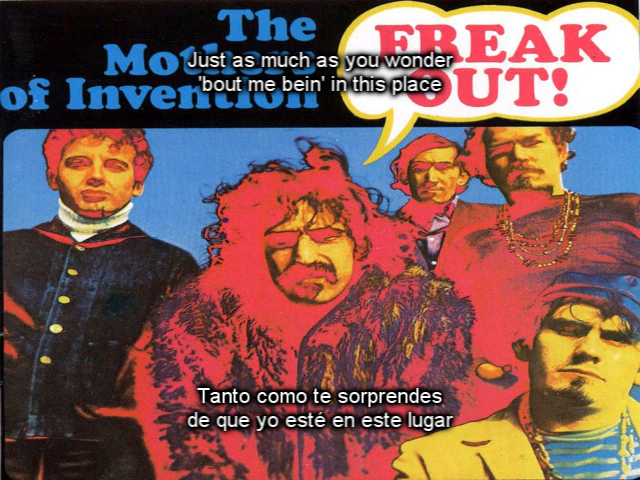 The
Mothers
of Invention
FREAK
OUT!
Just as much as you wonder
'bout me bein' in this place
Tanto como te sorprendes
de que yo esté en este lugar